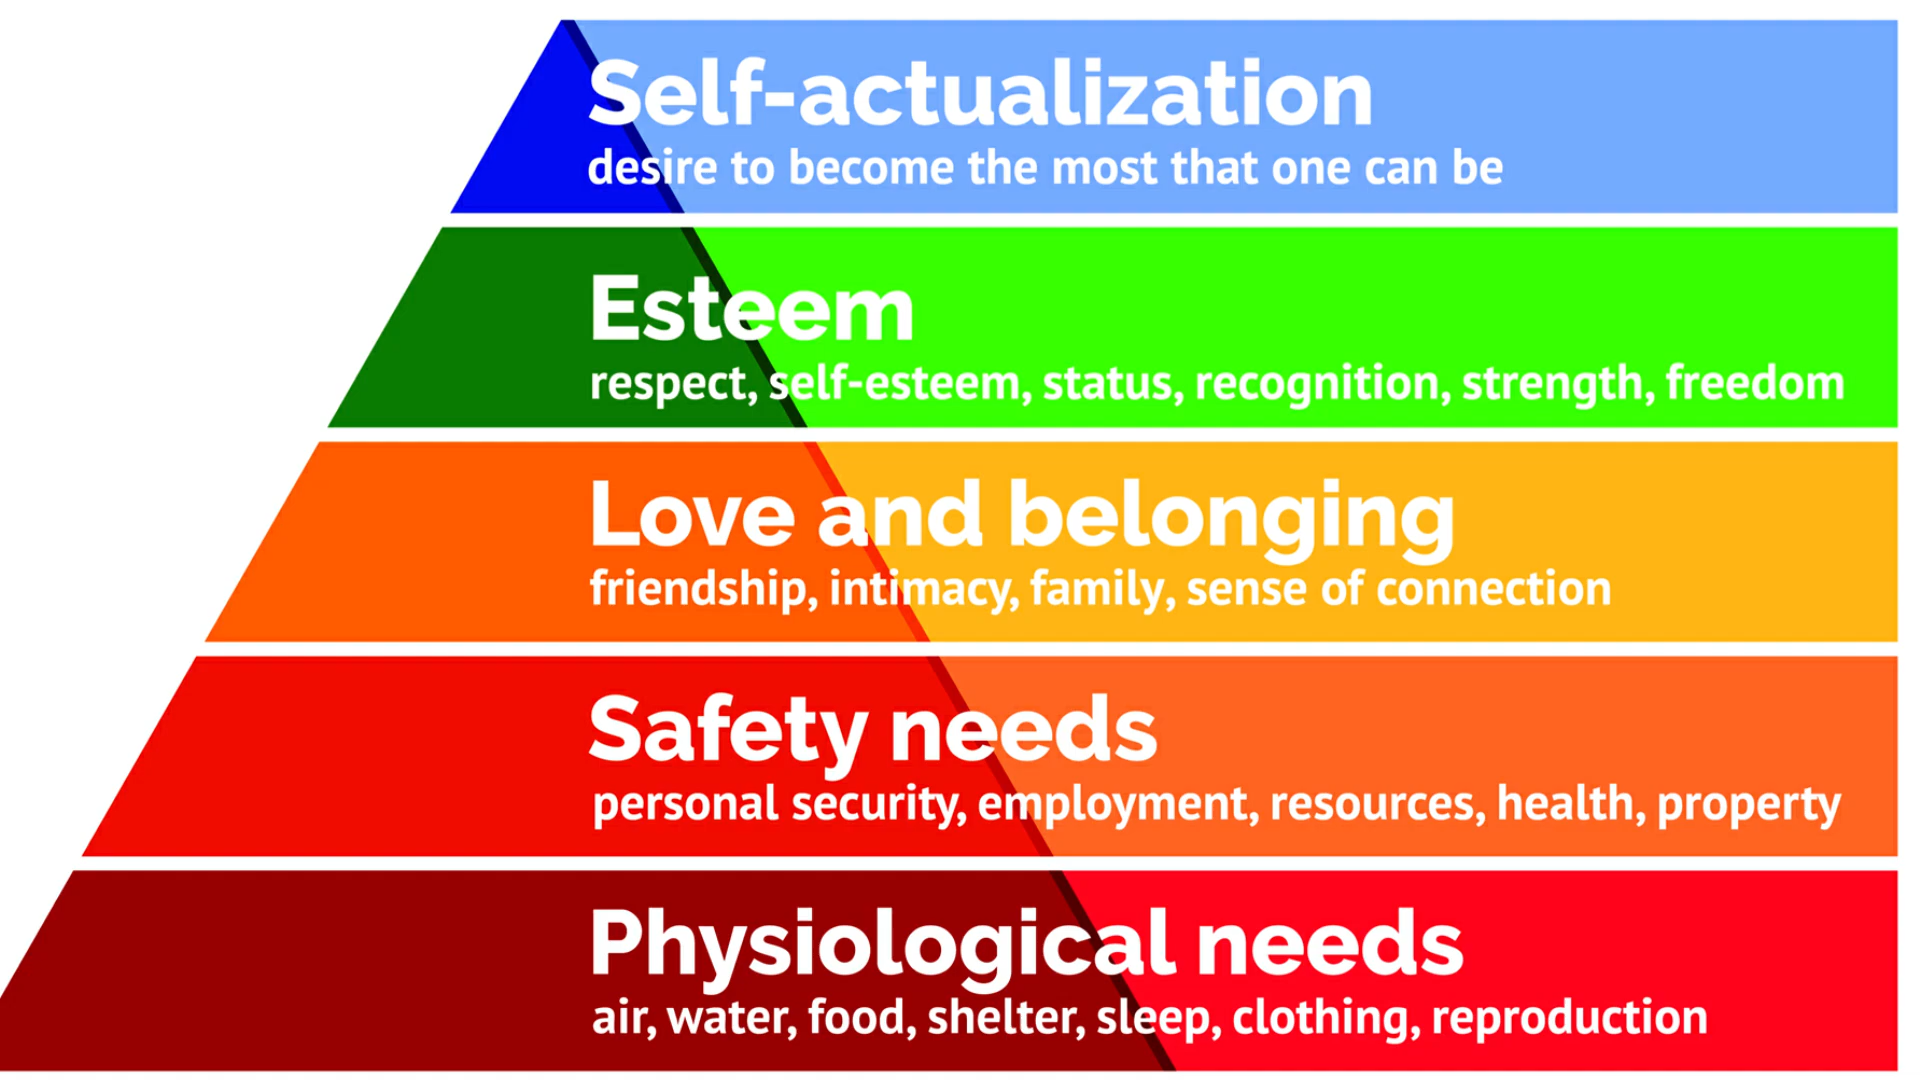 Self-actualization
desire to become the most that one can be
Esteem
respect, self-esteem, status, recognition, strength, freedom
Love and belonging
friendship, intimacy, family, sense of connection
Safety needs
personal security, employment, resources, health, property
Physiological needs
air, water, food, shelter, sleep, clothing, reproduction